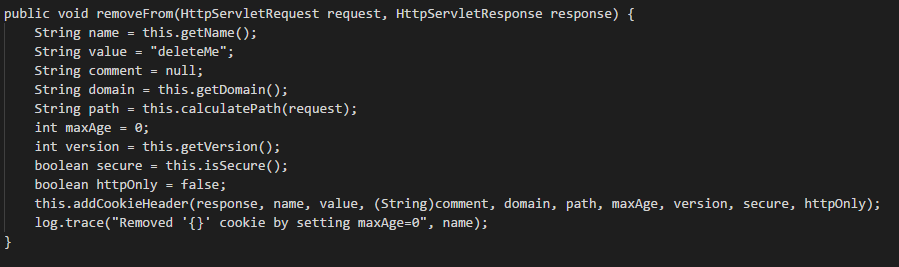 public void removeFrom(HttpServletRequest request, HttpServletResponse response) {
    String name = this.getName();
    String value = "deleteMe";
    String comment = null;
    String domain = this.getDomain();
    String path = this.calculatePath(request);
    int maxAge = 0;
    int version = this.getVersion();
    boolean secure = this.isSecure();
    boolean httpOnly = false;
    this.addCookieHeader(response, name, value, (String)comment, domain, path, maxAge, version, secure, httpOnly);
    log.trace("Removed '{}' cookie by setting maxAge=0", name);
}